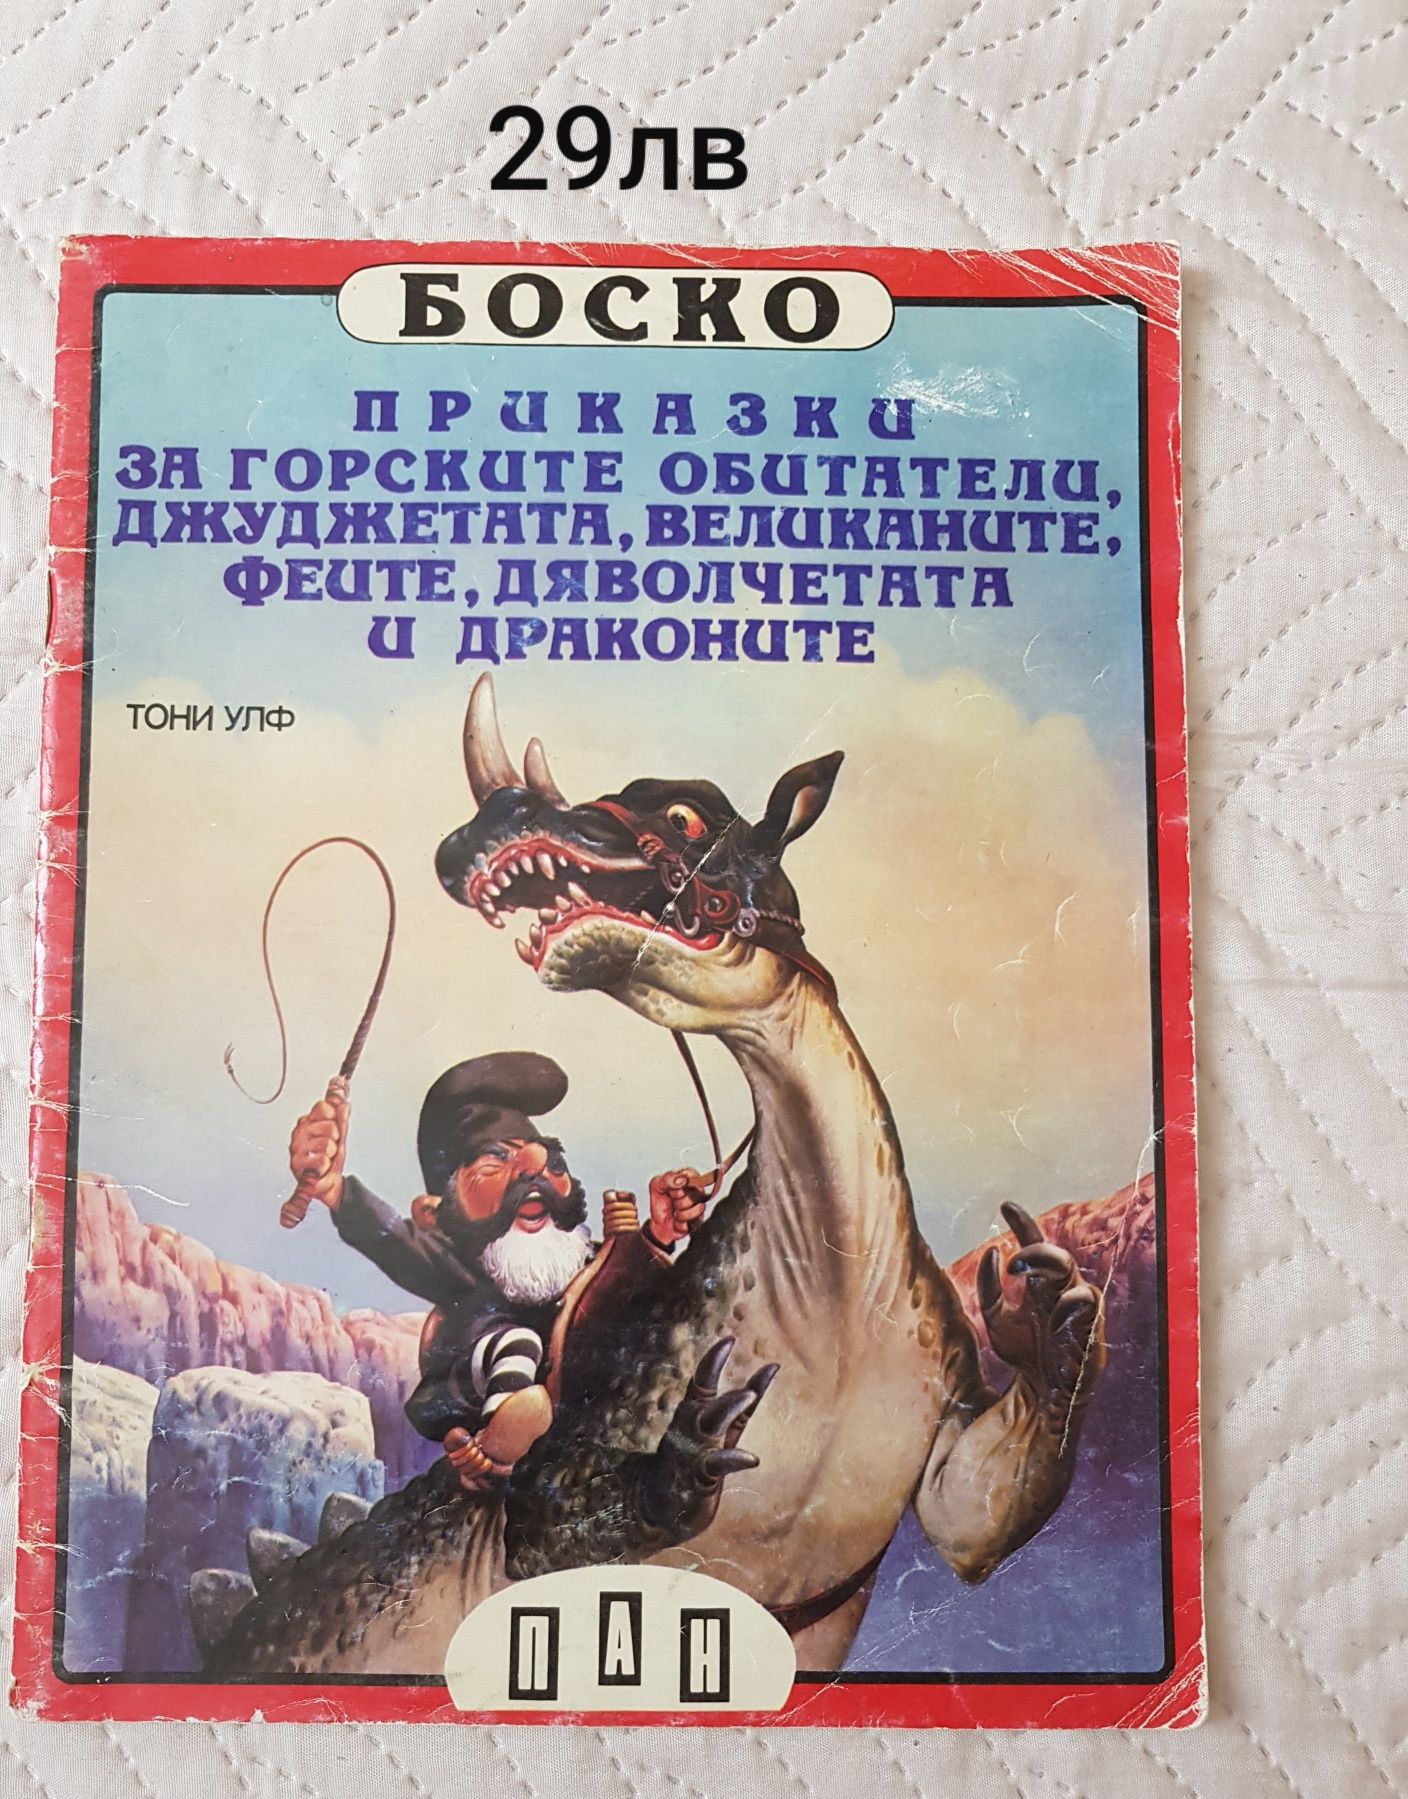 29лв
БОСКО
ПРИКАЗКИ
ЗА ГОРСКИТЕ ОБИТАТЕЛИ,
ДЖУДЖЕТАТА, ВЕЛИКАНИТЕ,
ФЕИТЕ, ДЯВОЛЧЕТАТА
И ДРАКОНИТЕ
ТОНИ УЛФ
ПАН